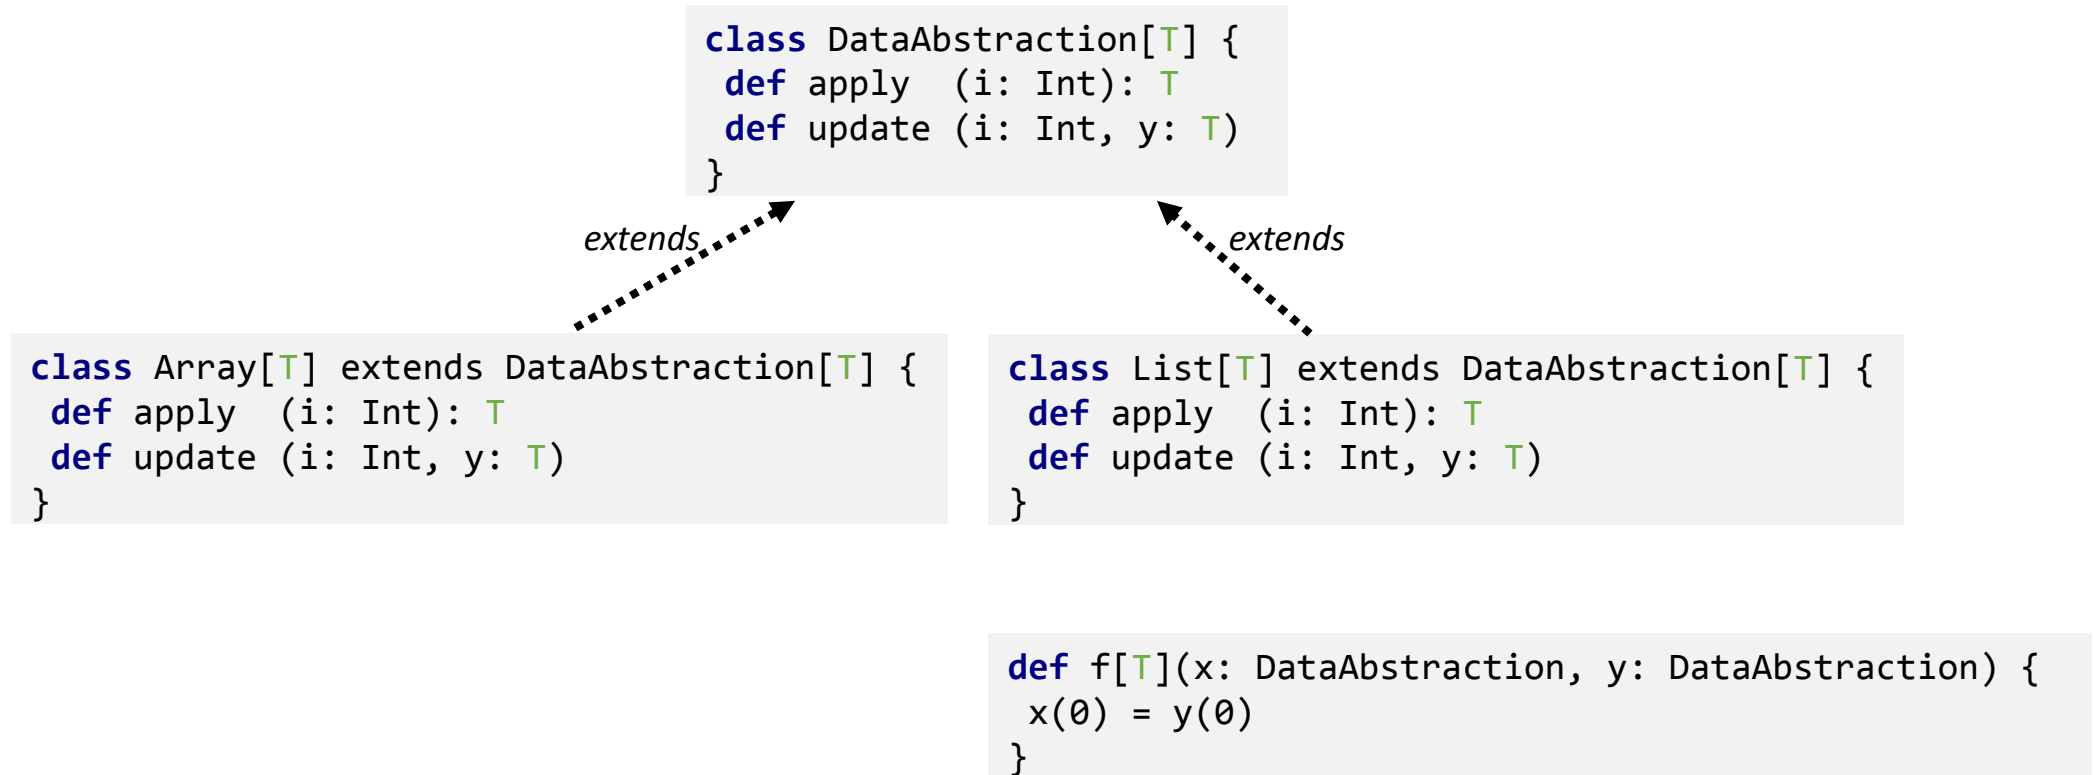 class DataAbstraction[T] {
 def apply  (i: Int): T
 def update (i: Int, y: T)
}
extends
extends
class Array[T] extends DataAbstraction[T] {
 def apply  (i: Int): T
 def update (i: Int, y: T)
}
class List[T] extends DataAbstraction[T] {
 def apply  (i: Int): T
 def update (i: Int, y: T)
}
def f[T](x: DataAbstraction, y: DataAbstraction) {
 x(0) = y(0)
}